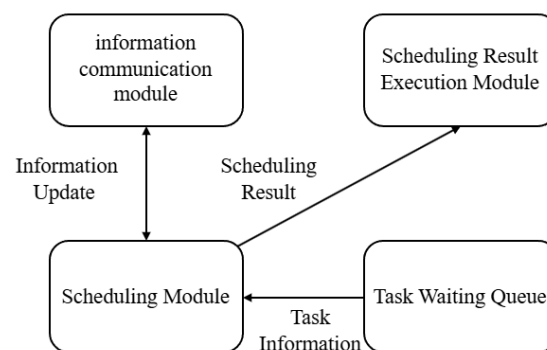 information
communication
module
Scheduling Result
Execution Module
Information
Update
Scheduling
Result
Scheduling Module
Task Waiting Queue
Task
Information